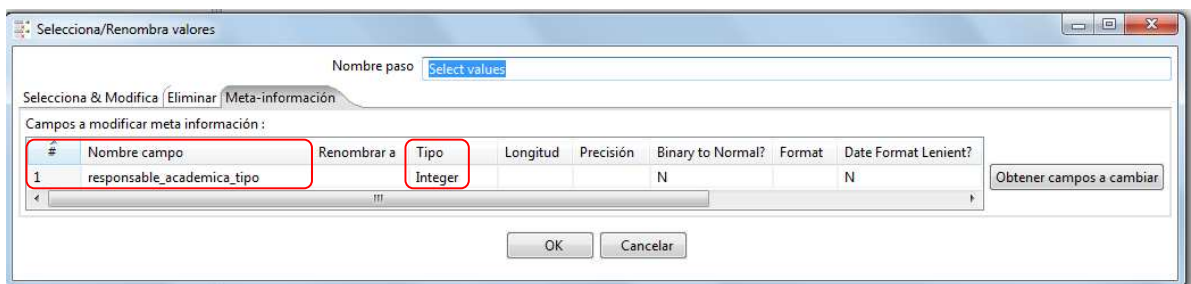 Selecciona/Renombra valores
Nombre paso Select values
Selecciona & Modifica Eliminar Meta-información
Campos a modificar meta información :
# Nombre campo Renombrar a Tipo Longitud Precisión Binary to Normal? Format Date Format Lenient?
1 responsable_academica_tipo Integer N N
Obtener campos a cambiar
OK Cancelar